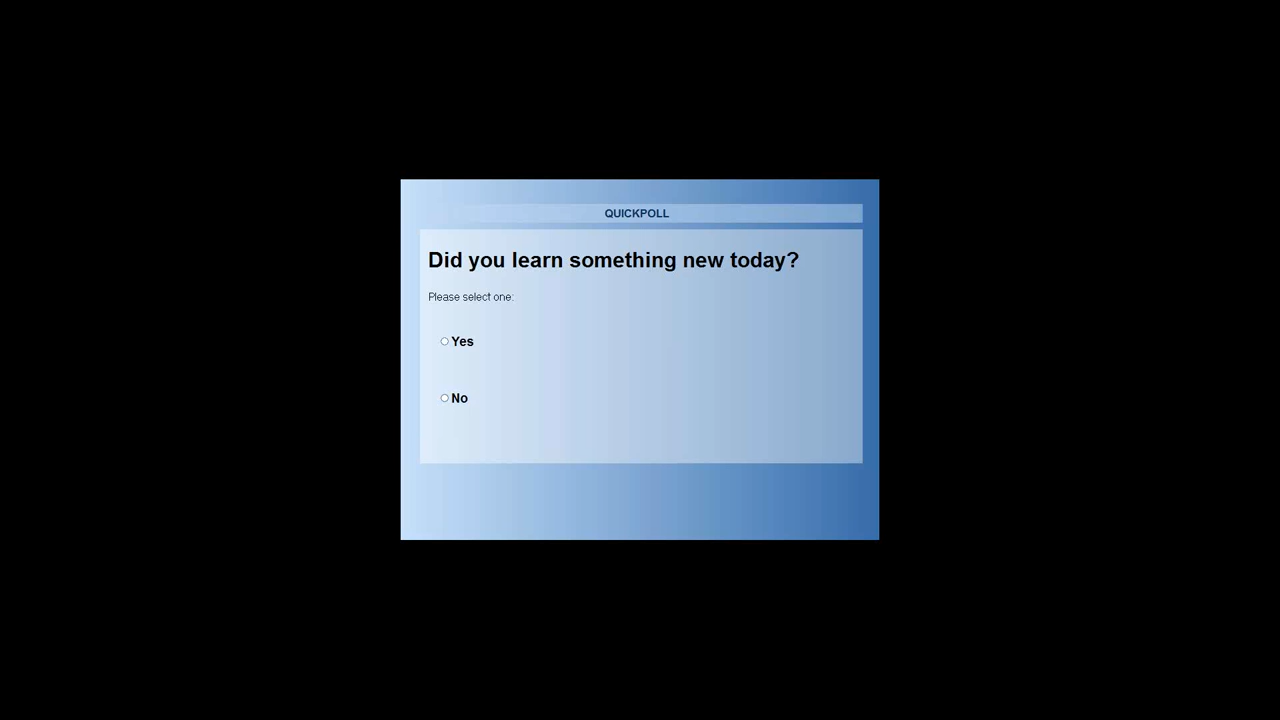 QUICKPOLL
Did you learn something new today?
Please select one:
Yes
No